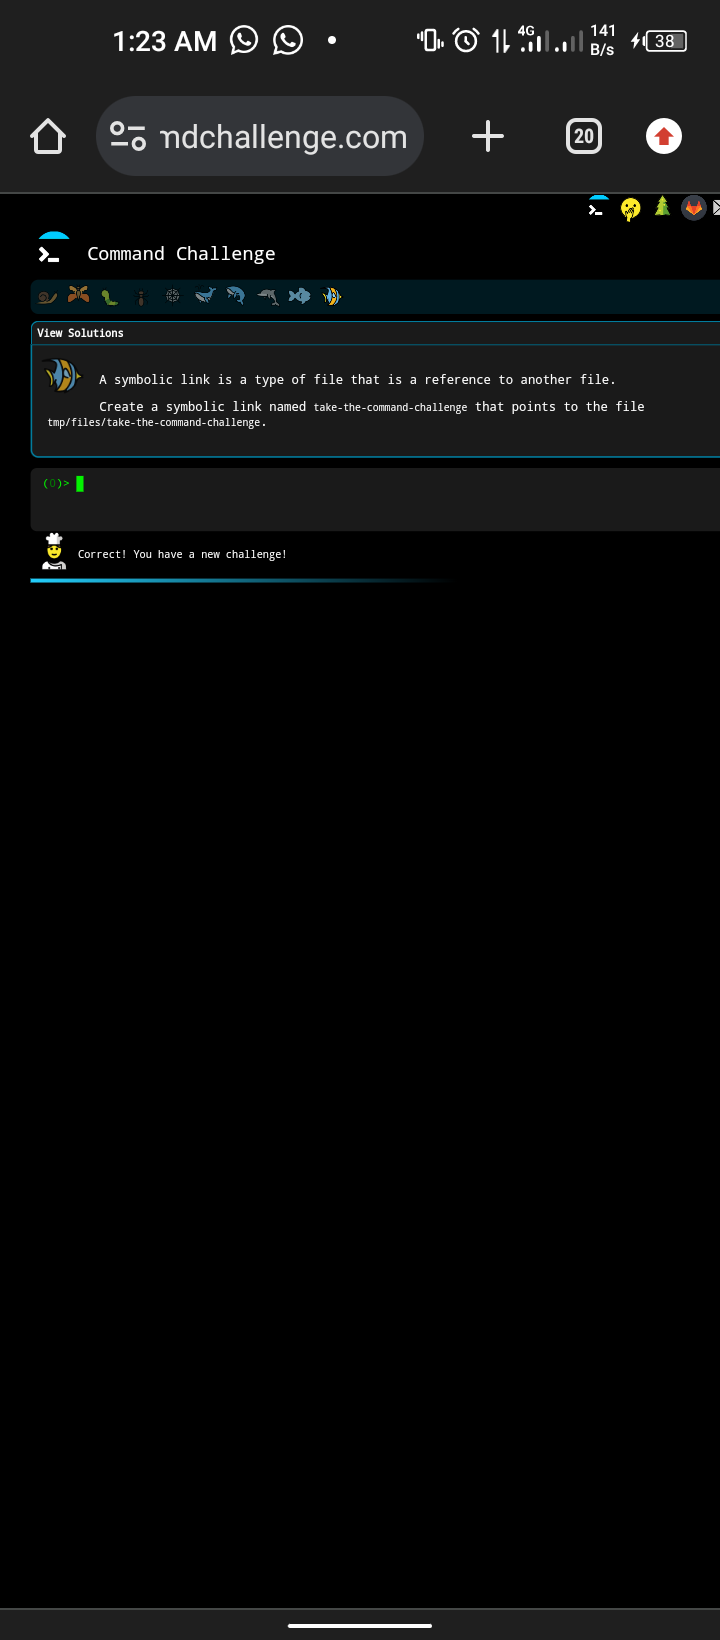 1:23 AM 4G 141 B/s 38
mdchallenge.com 20
Command Challenge
View Solutions
A symbolic link is a type of file that is a reference to another file.
Create a symbolic link named take-the-command-challenge that points to the file
tmp/files/take-the-command-challenge.
(0)>
Correct! You have a new challenge!